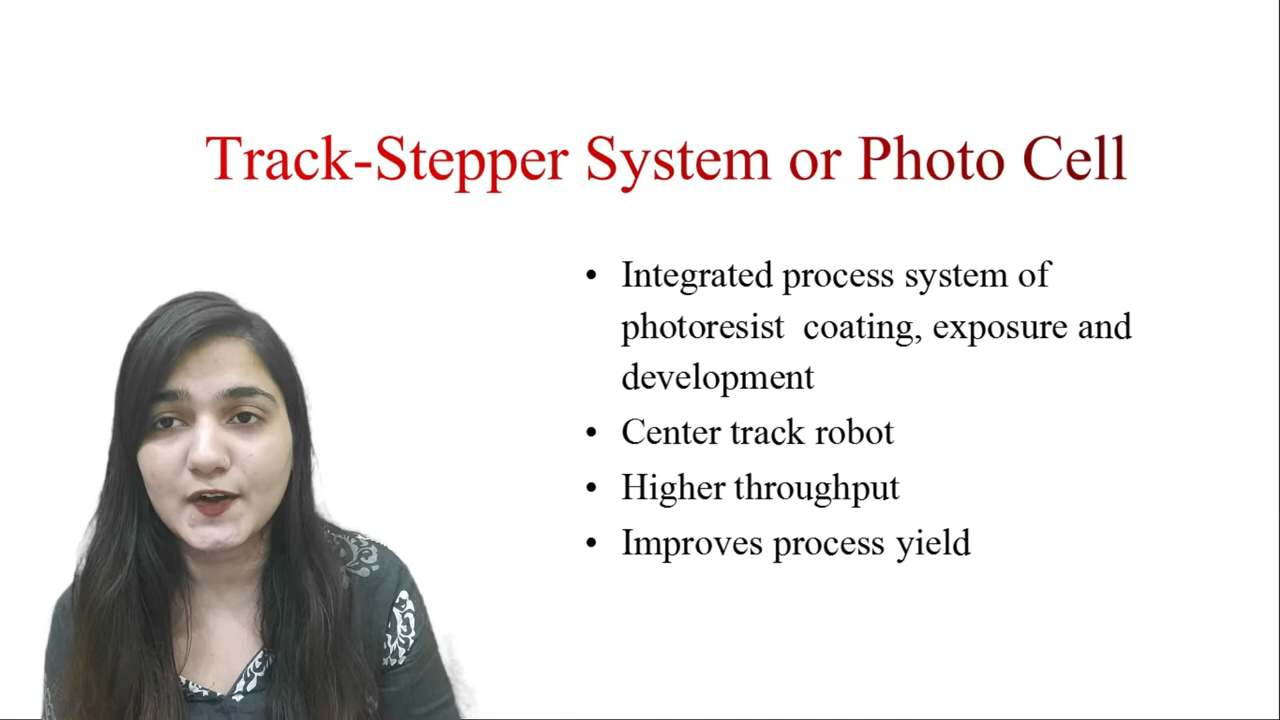 Track-Stepper System or Photo Cell
• Integrated process system of
photoresist coating, exposure and
development
• Center track robot
• Higher throughput
• Improves process yield